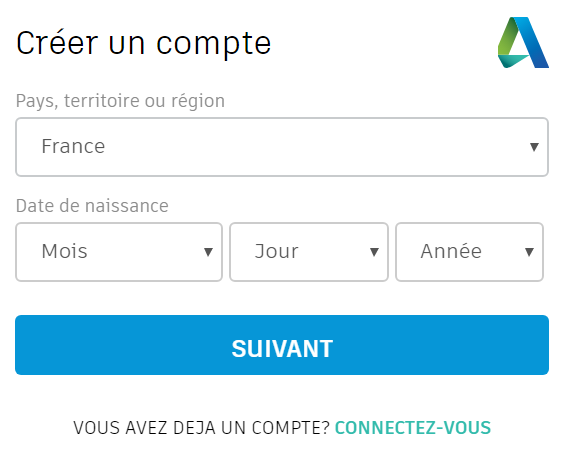 Créer un compte
Pays, territoire ou région
France
Date de naissance
Mois Jour Année
SUIVANT
VOUS AVEZ DEJA UN COMPTE? CONNECTEZ-VOUS